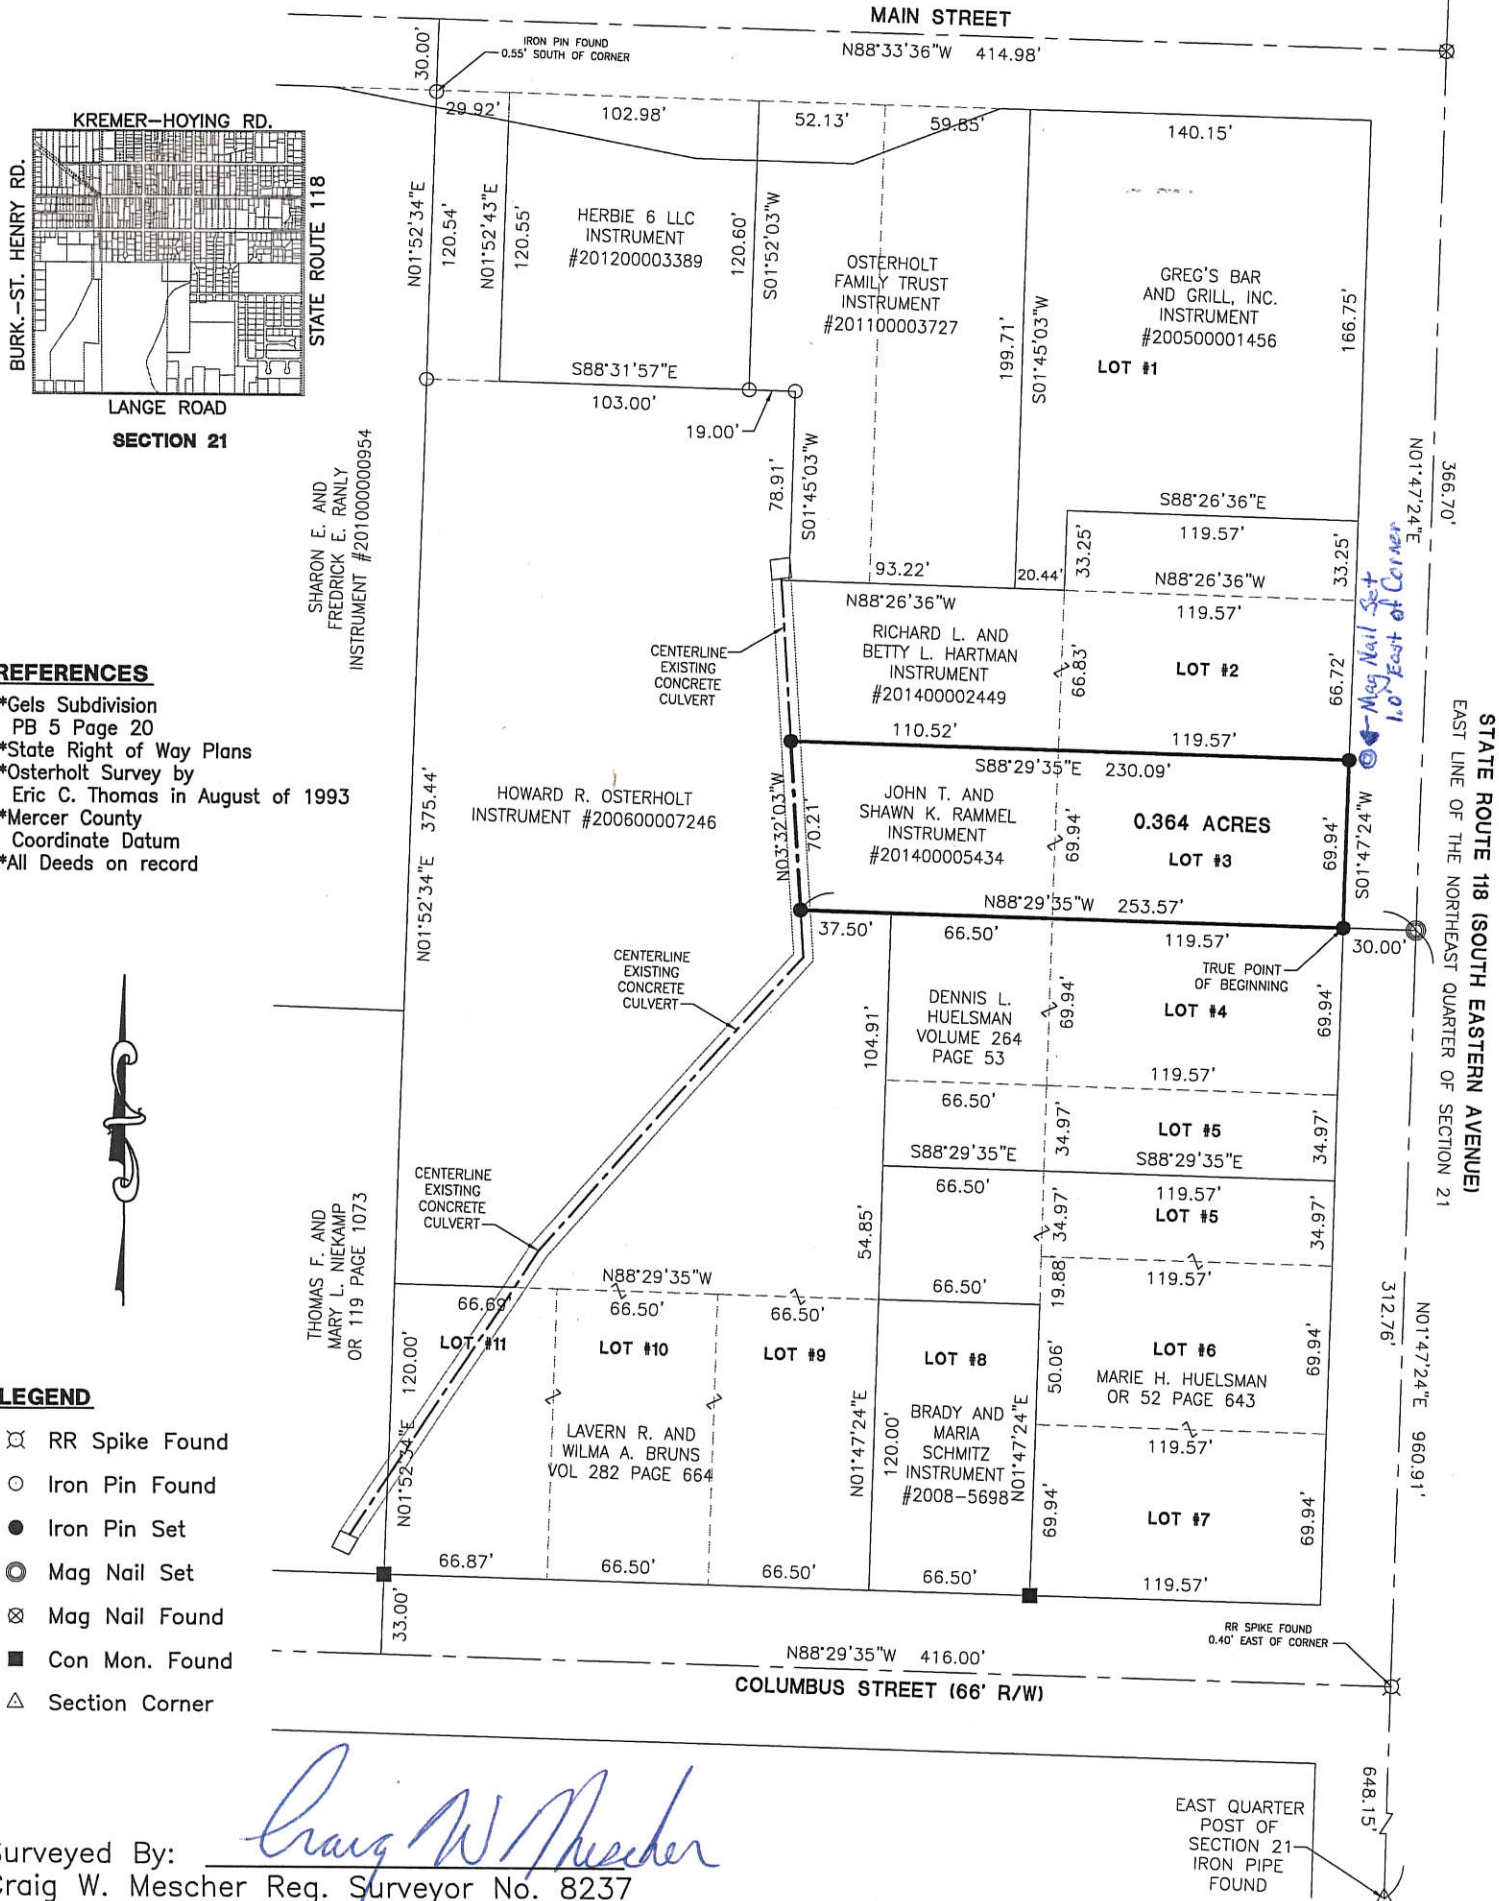 MAIN STREET
N88°33'36"W 414.98'
IRON PIN FOUND
0.55' SOUTH OF CORNER
30.00'
29.92'
102.98'
52.13'
59.85'
140.15'
KREMER-HOYING RD.
BURK.-ST. HENRY RD.
STATE ROUTE 118
LANGE ROAD
SECTION 21
N01°52'34"E
120.54'
N01°52'43"E
120.55'
HERBIE 6 LLC
INSTRUMENT
#201200003389
120.60'
S01°52'03"W
OSTERHOLT
FAMILY TRUST
INSTRUMENT
#201100003727
199.71'
S01°45'03"W
GREG'S BAR
AND GRILL, INC.
INSTRUMENT
#200500001456
LOT #1
166.75'
S88°31'57"E
103.00'
19.00'
78.91'
S01°45'03"W
SHARON E. AND
FREDRICK E. RANLY
INSTRUMENT #201000000954
366.70'
N01°47'24"E
S88°26'36"E
119.57'
33.25'
33.25'
93.22'
20.44'
N88°26'36"W
N88°26'36"W
119.57'
Mag Nail Set
1.0' East of Corner
RICHARD L. AND
BETTY L. HARTMAN
INSTRUMENT
#201400002449
66.83'
LOT #2
66.72'
CENTERLINE
EXISTING
CONCRETE
CULVERT
110.52'
119.57'
S88°29'35"E 230.09'
REFERENCES
*Gels Subdivision
PB 5 Page 20
*State Right of Way Plans
*Osterholt Survey by
Eric C. Thomas in August of 1993
*Mercer County
Coordinate Datum
*All Deeds on record
N01°52'34"E 375.44'
HOWARD R. OSTERHOLT
INSTRUMENT #200600007246
N03°32'03"W
70.21'
JOHN T. AND
SHAWN K. RAMMEL
INSTRUMENT
#201400005434
69.94'
0.364 ACRES
LOT #3
69.94'
S01°47'24"W
STATE ROUTE 118 (SOUTH EASTERN AVENUE)
EAST LINE OF THE NORTHEAST QUARTER OF SECTION 21
N88°29'35"W 253.57'
37.50'
66.50'
119.57'
30.00'
TRUE POINT
OF BEGINNING
CENTERLINE
EXISTING
CONCRETE
CULVERT
104.91'
DENNIS L.
HUELSMAN
VOLUME 264
PAGE 53
69.94'
LOT #4
69.94'
119.57'
66.50'
34.97'
LOT #5
34.97'
S88°29'35"E
S88°29'35"E
66.50'
119.57'
LOT #5
34.97'
34.97'
54.85'
CENTERLINE
EXISTING
CONCRETE
CULVERT
THOMAS F. AND
MARY L. NIEKAMP
OR 119 PAGE 1073
N88°29'35"W
66.69'
66.50'
66.50'
66.50'
19.88'
119.57'
312.76'
N01°47'24"E 960.91'
LOT #11
LOT #10
LOT #9
LOT #8
LOT #6
MARIE H. HUELSMAN
OR 52 PAGE 643
50.06'
69.94'
120.00'
N01°52'34"E
LAVERN R. AND
WILMA A. BRUNS
VOL 282 PAGE 664
N01°47'24"E
120.00'
BRADY AND
MARIA
SCHMITZ
INSTRUMENT
#2008-5698
N01°47'24"E
119.57'
69.94'
LOT #7
69.94'
LEGEND
RR Spike Found
Iron Pin Found
Iron Pin Set
Mag Nail Set
Mag Nail Found
Con Mon. Found
Section Corner
66.87'
66.50'
66.50'
66.50'
119.57'
33.00'
RR SPIKE FOUND
0.40' EAST OF CORNER
N88°29'35"W 416.00'
COLUMBUS STREET (66' R/W)
648.15'
EAST QUARTER
POST OF
SECTION 21
IRON PIPE
FOUND
Surveyed By: Craig W Mescher
Craig W. Mescher Reg. Surveyor No. 8237